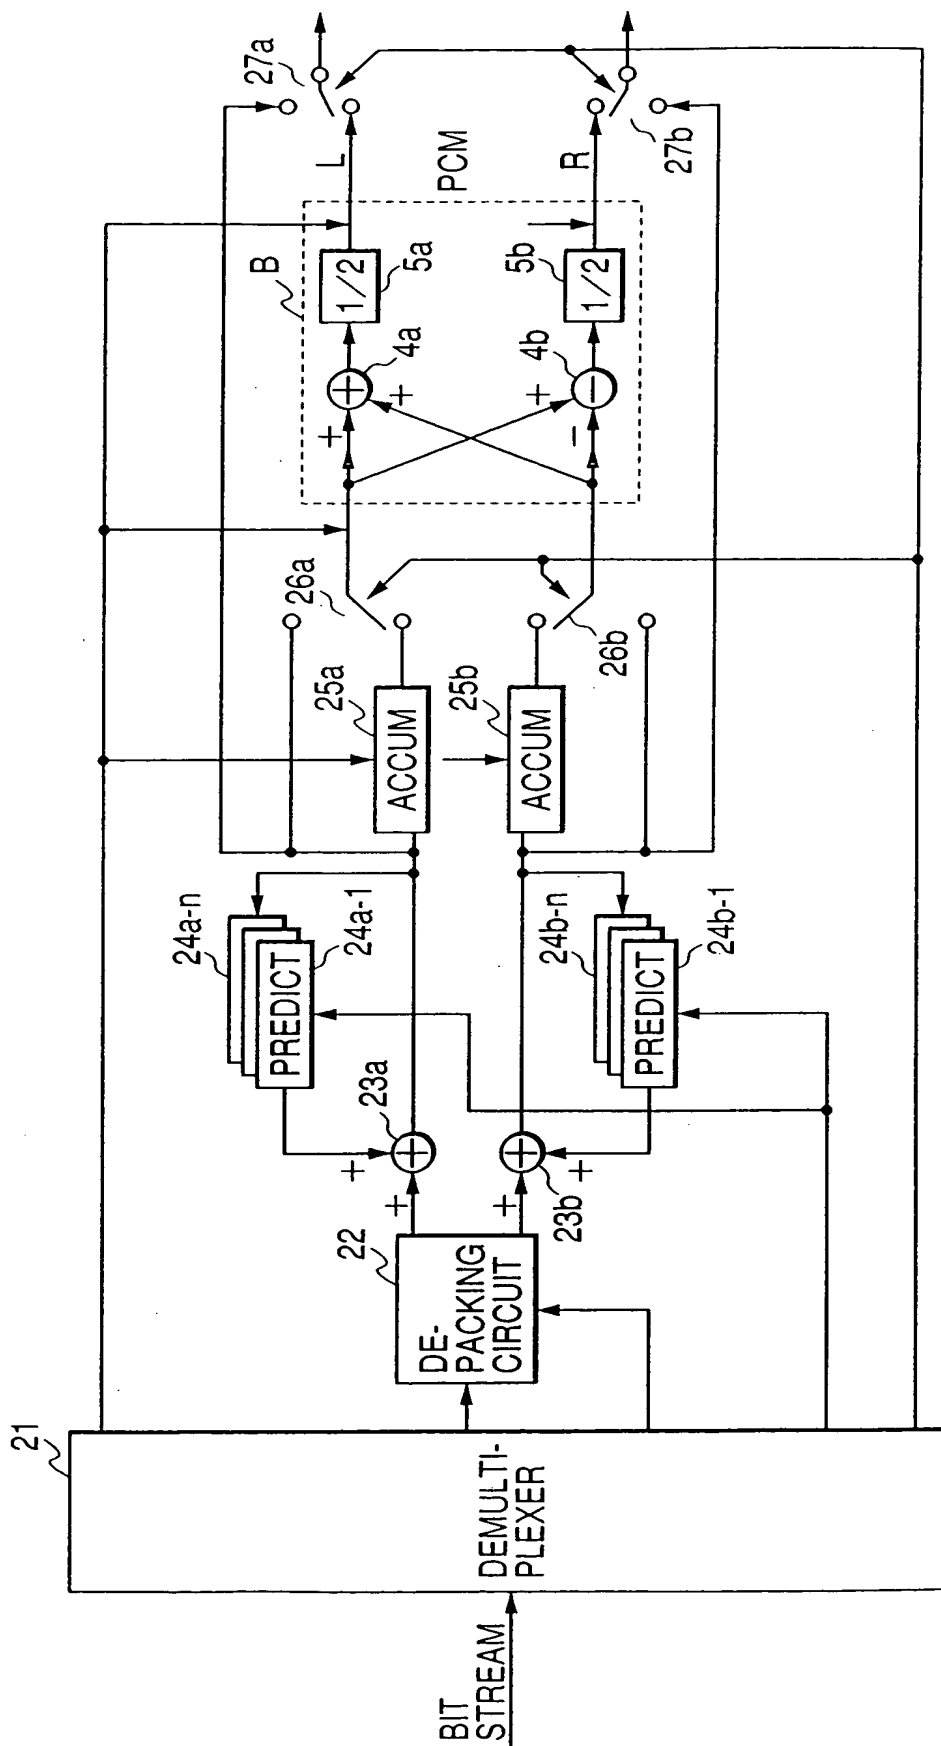 BIT
STREAM
21
DEMULTI-
PLEXER
22
DE-
PACKING
CIRCUIT
+
+
+
+
23a
23b
+
+
24a-n
24a-1
PREDICT
24b-n
24b-1
PREDICT
25a
ACCUM
25b
ACCUM
26a
26b
B
+
+
+
4a
+
-
-
4b
1/2
5a
1/2
5b
L
PCM
R
27a
27b